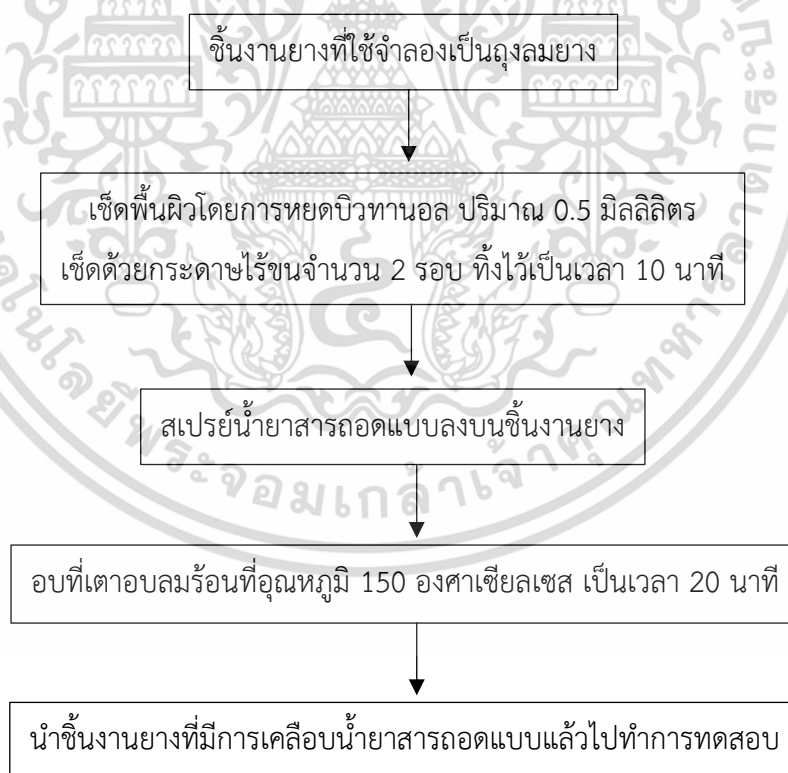 ชิ้นงานยางที่ใช้จำลองเป็นถุงลมยาง
เช็ดพื้นผิวโดยการหยดบิวทานอล ปริมาณ 0.5 มิลลิลิตร
เช็ดด้วยกระดาษไร้ขนจำนวน 2 รอบ ทิ้งไว้เป็นเวลา 10 นาที
สเปรย์น้ำยาสารถอดแบบลงบนชิ้นงานยาง
อบที่เตาอบลมร้อนที่อุณหภูมิ 150 องศาเซียลเซส เป็นเวลา 20 นาที
นำชิ้นงานยางที่มีการเคลือบน้ำยาสารถอดแบบแล้วไปทำการทดสอบ